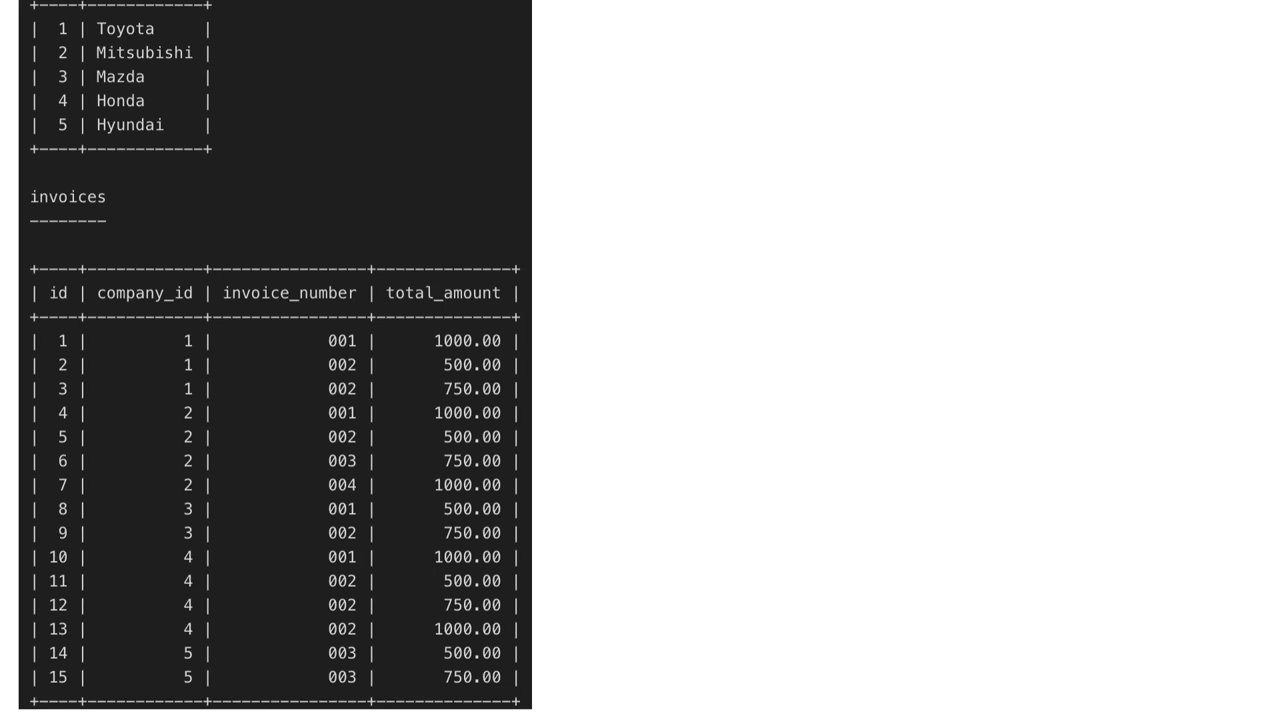 +----+------------+
|  1 | Toyota     |
|  2 | Mitsubishi |
|  3 | Mazda      |
|  4 | Honda      |
|  5 | Hyundai    |
+----+------------+
invoices
--------
+----+------------+----------------+--------------+
| id | company_id | invoice_number | total_amount |
+----+------------+----------------+--------------+
|  1 |          1 |            001 |      1000.00 |
|  2 |          1 |            002 |       500.00 |
|  3 |          1 |            002 |       750.00 |
|  4 |          2 |            001 |      1000.00 |
|  5 |          2 |            002 |       500.00 |
|  6 |          2 |            003 |       750.00 |
|  7 |          2 |            004 |      1000.00 |
|  8 |          3 |            001 |       500.00 |
|  9 |          3 |            002 |       750.00 |
| 10 |          4 |            001 |      1000.00 |
| 11 |          4 |            002 |       500.00 |
| 12 |          4 |            002 |       750.00 |
| 13 |          4 |            002 |      1000.00 |
| 14 |          5 |            003 |       500.00 |
| 15 |          5 |            003 |       750.00 |
+----+------------+----------------+--------------+